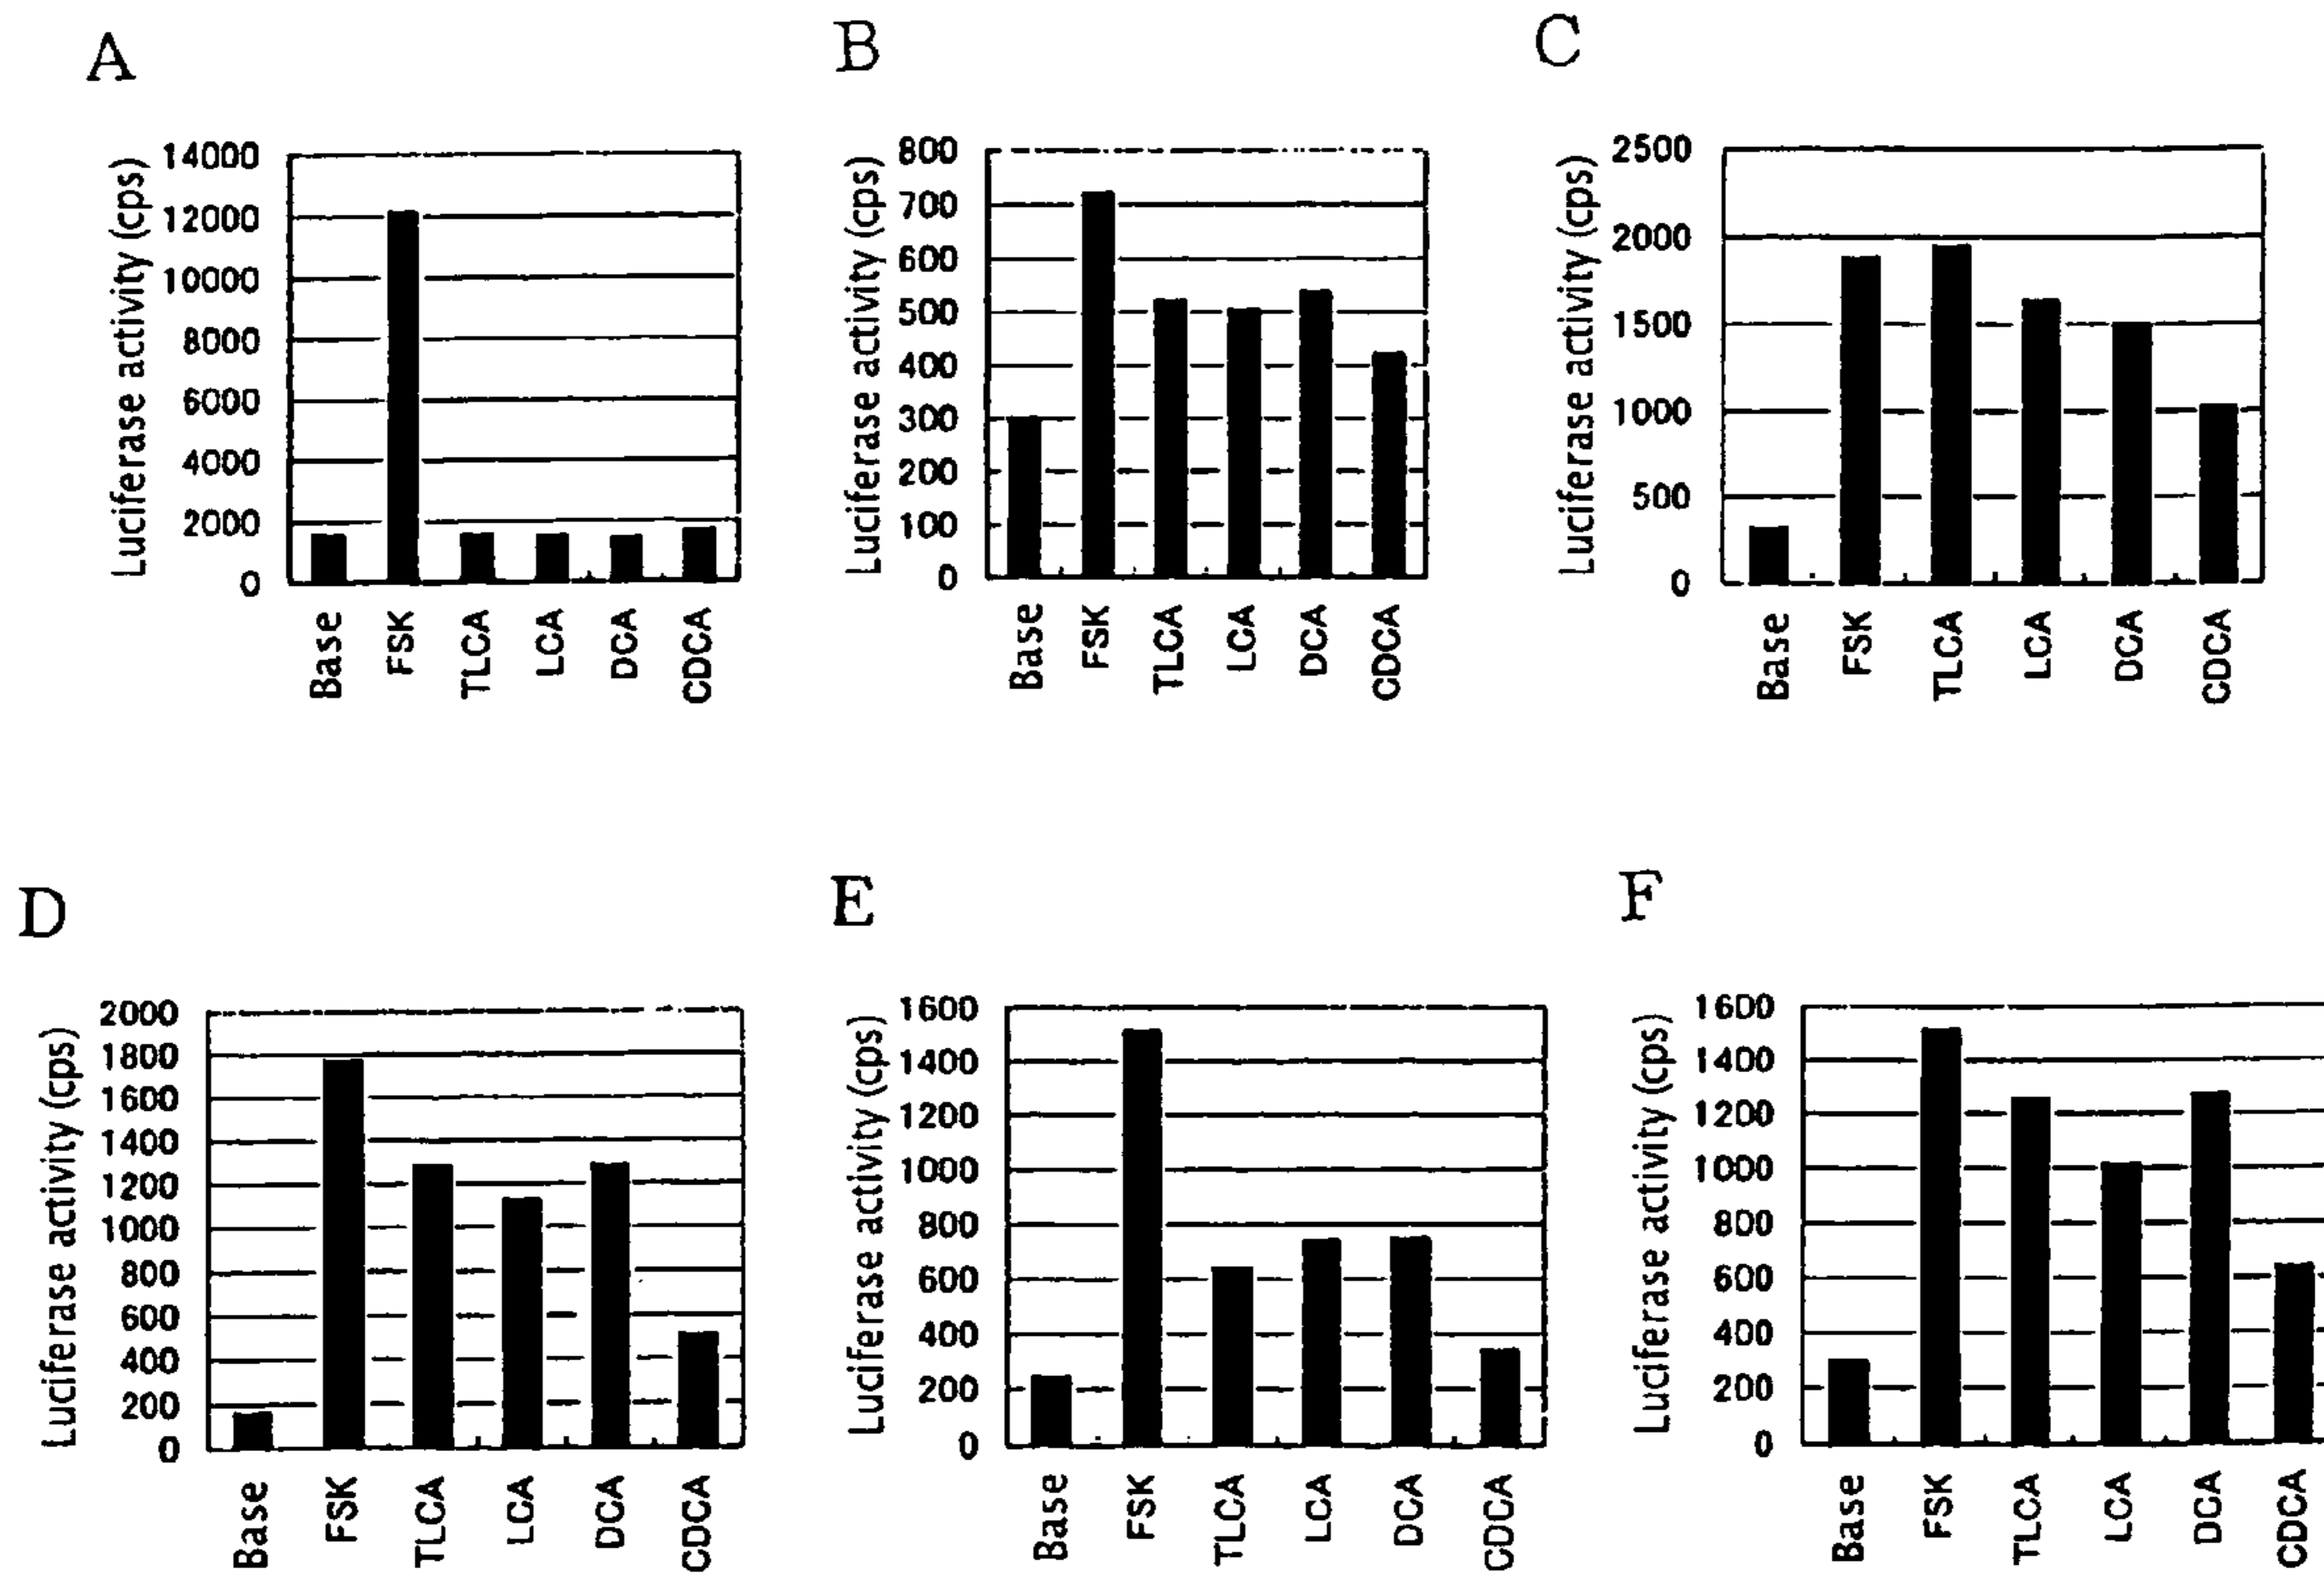 A
Luciferase activity (cps)
14000
12000
10000
8000
6000
4000
2000
0
Base
FSK
TLCA
LCA
DCA
CDCA
B
Luciferase activity (cps)
800
700
600
500
400
300
200
100
0
Base
FSK
TLCA
LCA
DCA
CDCA
C
Luciferase activity (cps)
2500
2000
1500
1000
500
0
Base
FSK
TLCA
LCA
DCA
CDCA
D
Luciferase activity (cps)
2000
1800
1600
1400
1200
1000
800
600
400
200
0
Base
FSK
TLCA
LCA
DCA
CDCA
E
Luciferase activity (cps)
1600
1400
1200
1000
800
600
400
200
0
Base
FSK
TLCA
LCA
DCA
CDCA
F
Luciferase activity (cps)
1600
1400
1200
1000
800
600
400
200
0
Base
FSK
TLCA
LCA
DCA
CDCA